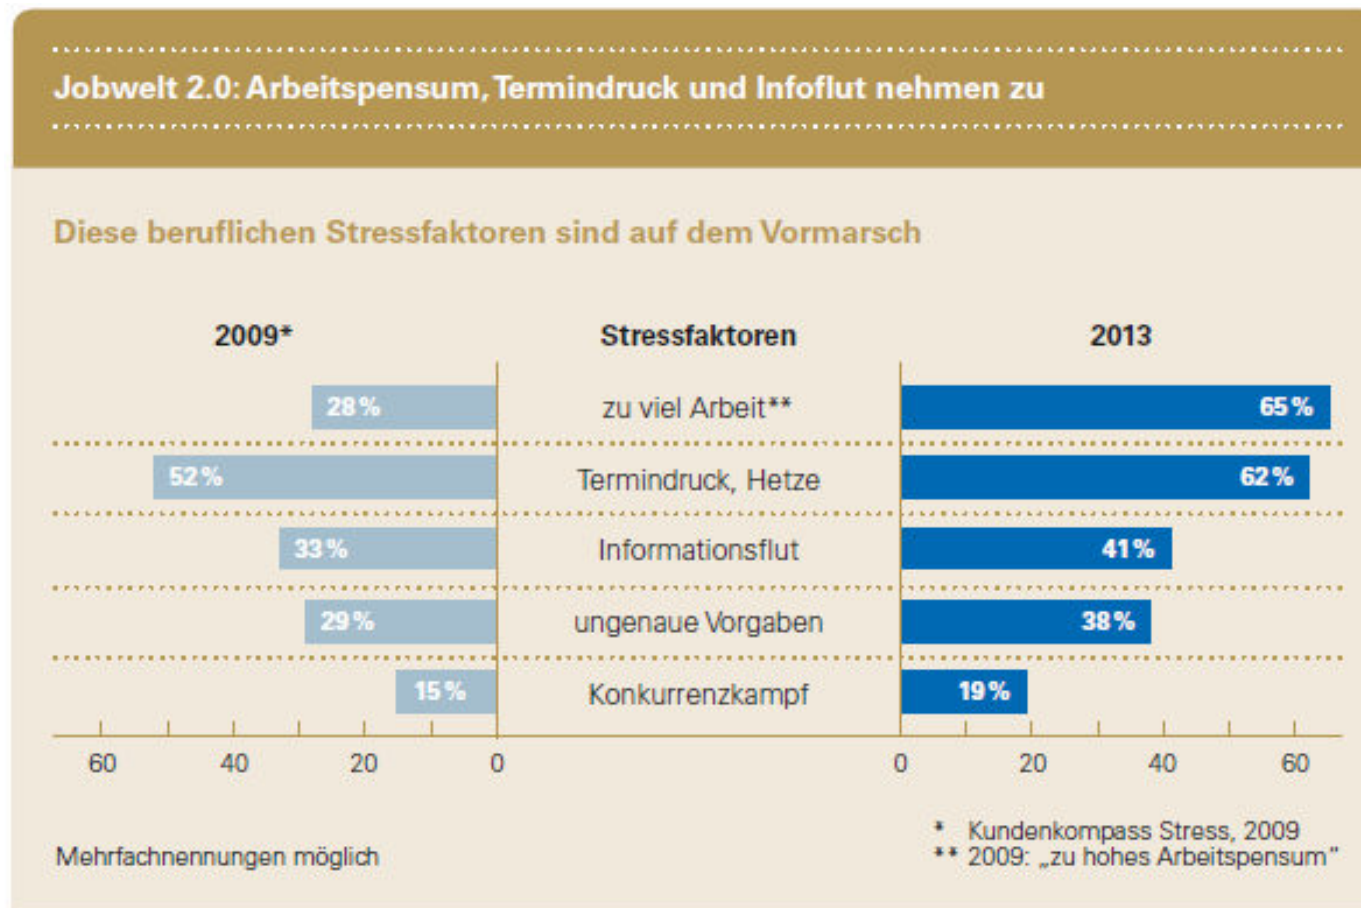 Jobwelt 2.0: Arbeitspensum, Termindruck und Infoflut nehmen zu
Diese beruflichen Stressfaktoren sind auf dem Vormarsch
2009* Stressfaktoren 2013
28 % zu viel Arbeit** 65 %
52 % Termindruck, Hetze 62 %
33 % Informationsflut 41 %
29 % ungenaue Vorgaben 38 %
15 % Konkurrenzkampf 19 %
60 40 20 0 0 20 40 60
Mehrfachnennungen möglich
* Kundenkompass Stress, 2009
** 2009: „zu hohes Arbeitspensum"